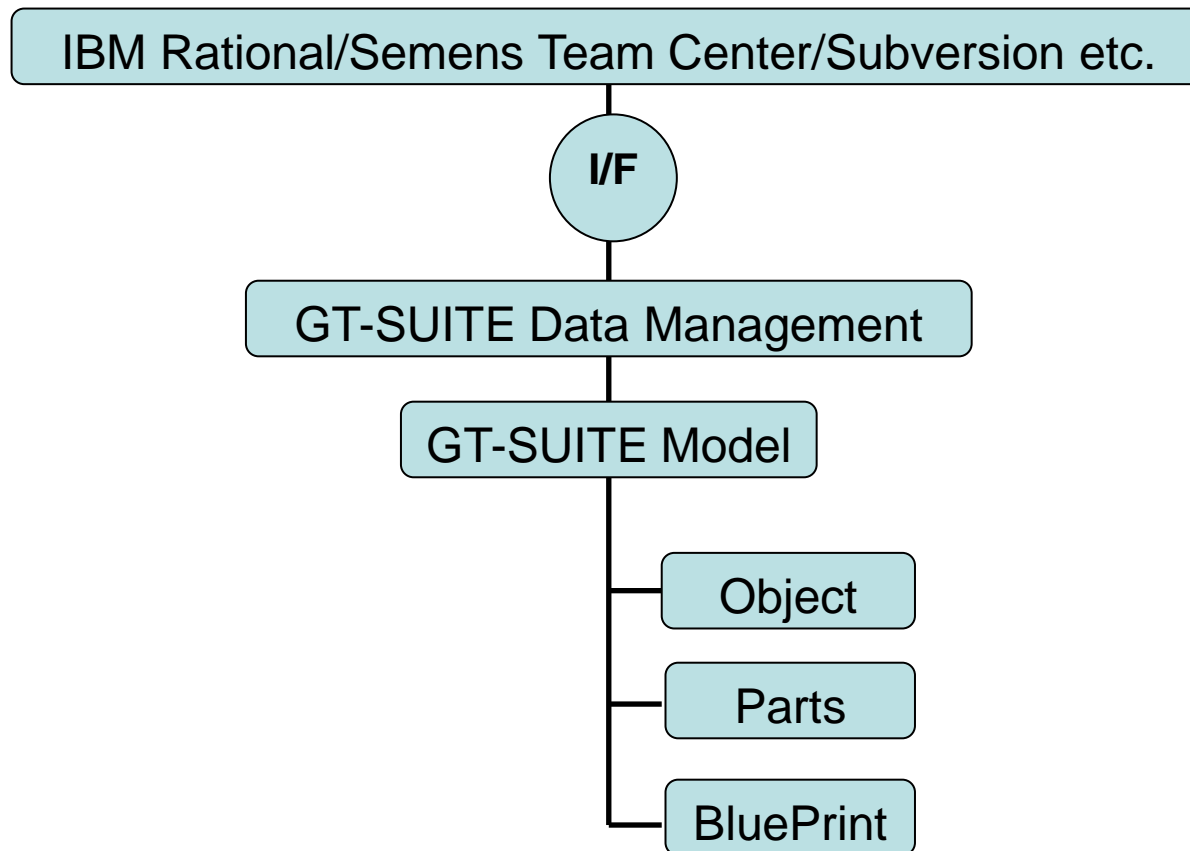 IBM Rational/Semens Team Center/Subversion etc.
I/F
GT-SUITE Data Management
GT-SUITE Model
Object
Parts
BluePrint